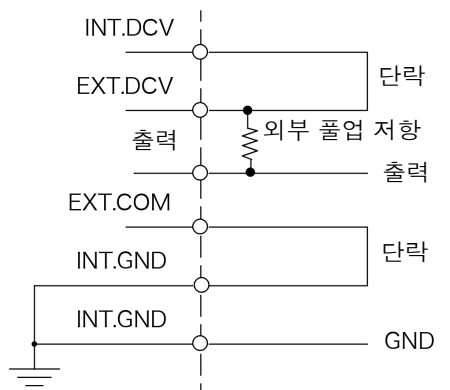 INT.DCV
단락
EXT.DCV
외부 풀업 저항
출력
출력
EXT.COM
단락
INT.GND
INT.GND
GND